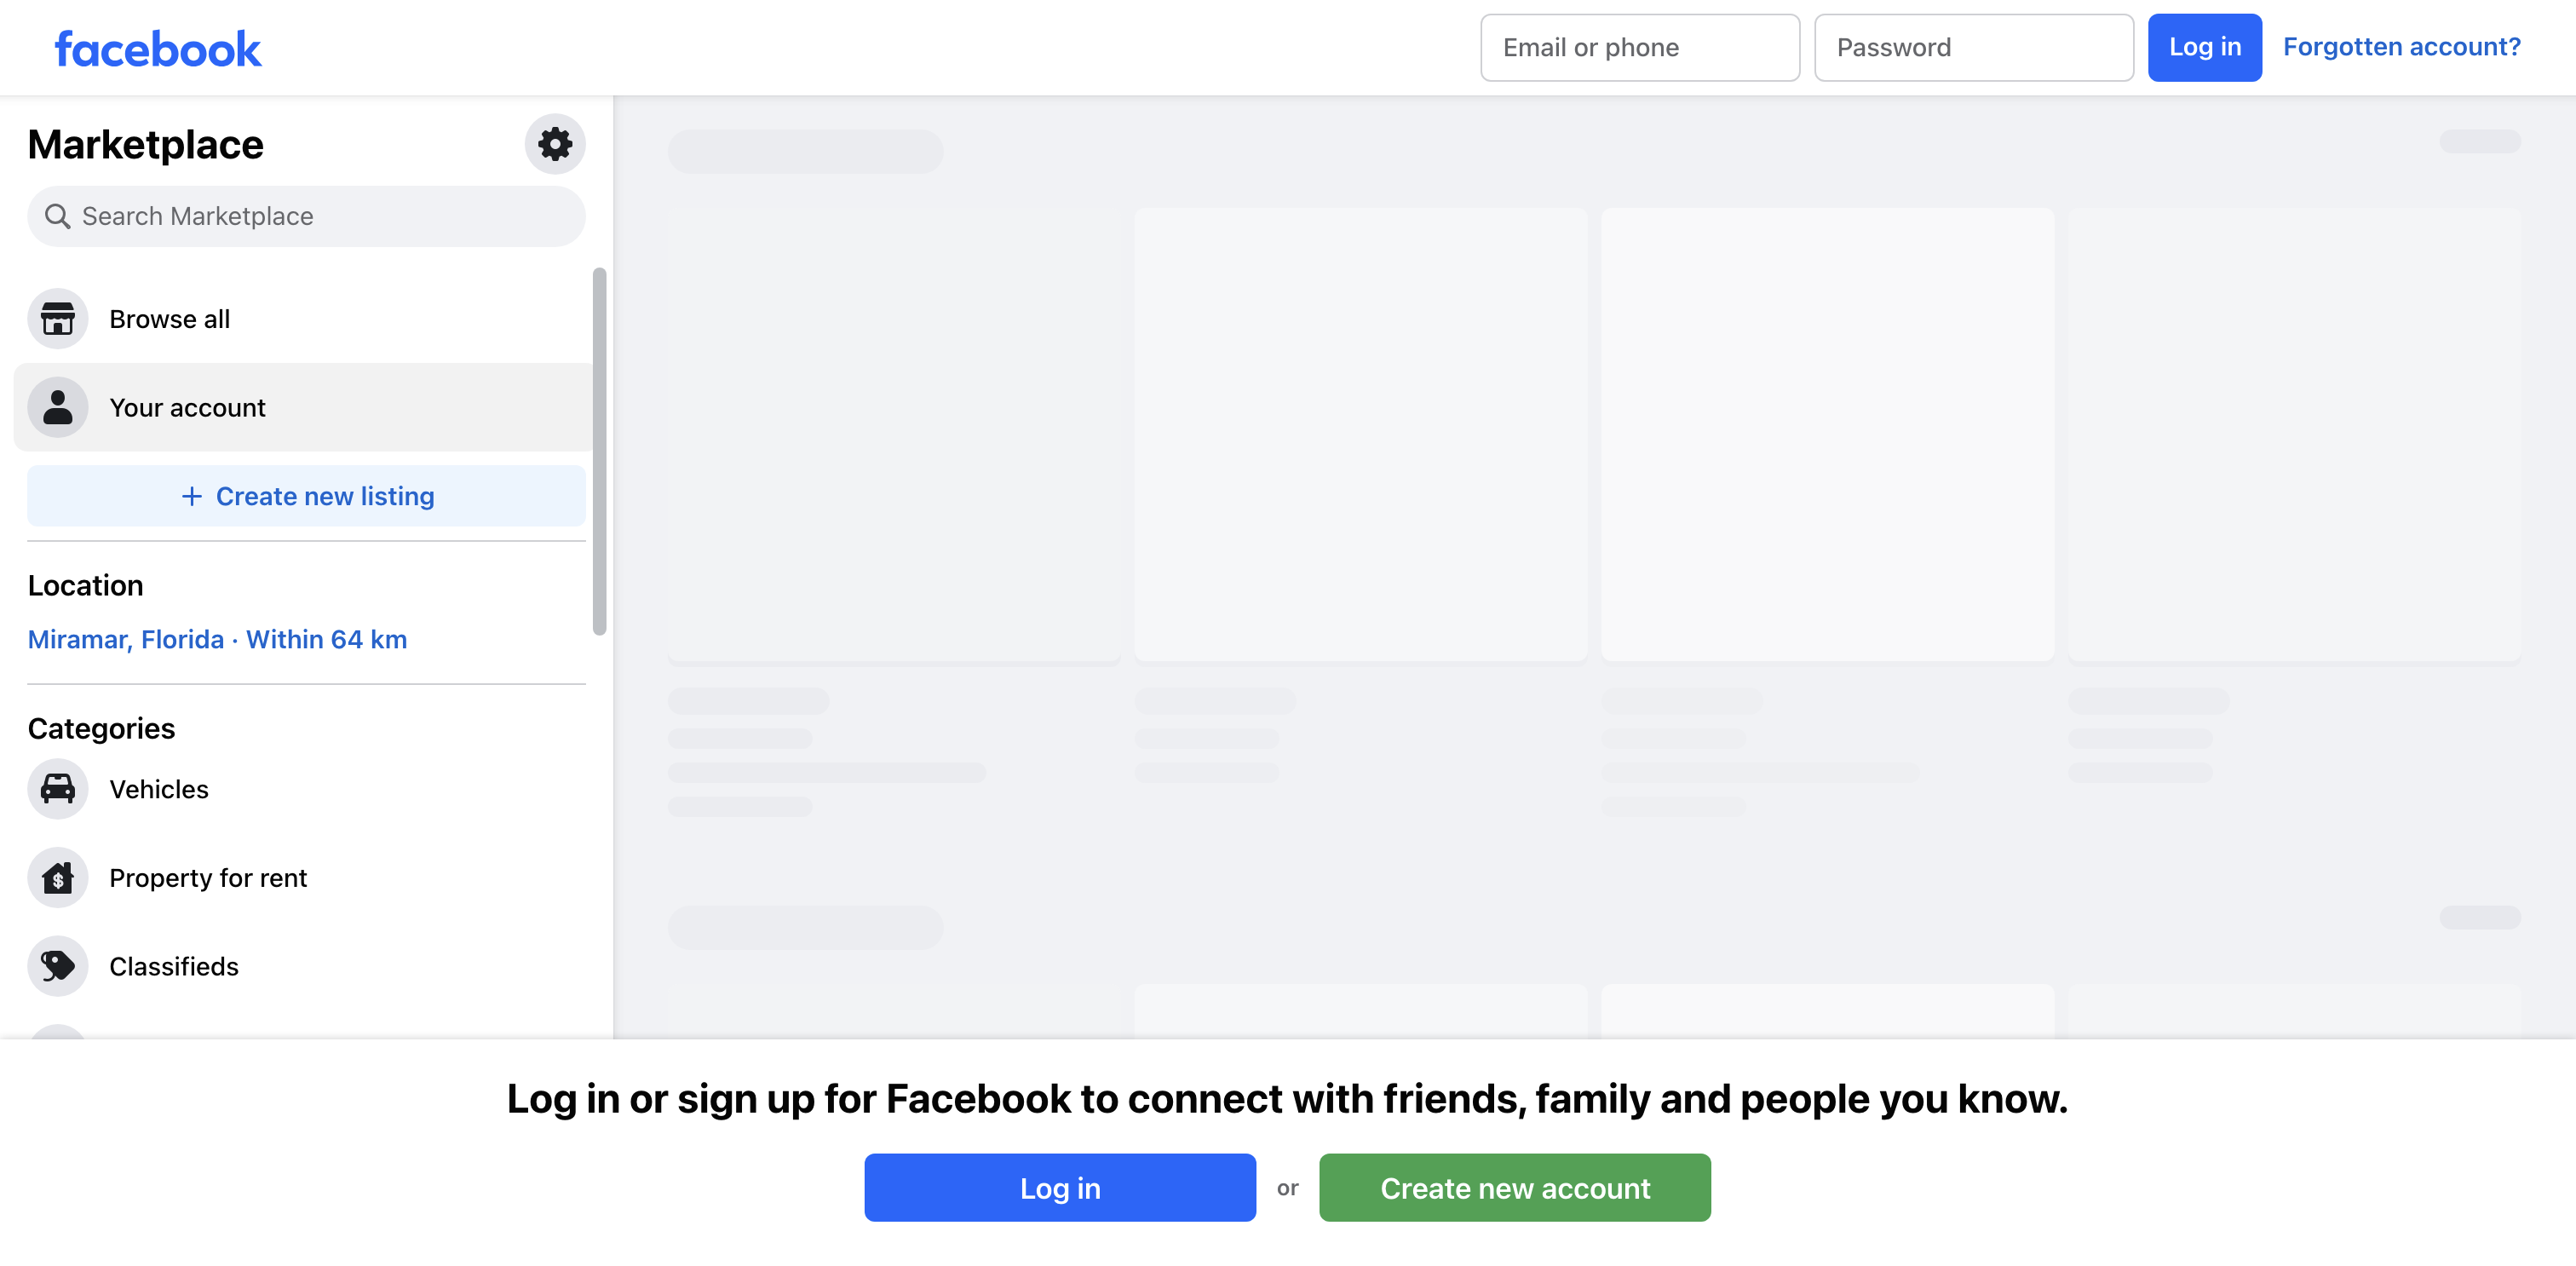 facebook
Email or phone
Password
Log in
Forgotten account?
Marketplace
Search Marketplace
Browse all
Your account
Create new listing
Location
Miramar, Florida · Within 64 km
Categories
Vehicles
Property for rent
Classifieds
Log in or sign up for Facebook to connect with friends, family and people you know.
Log in
or
Create new account